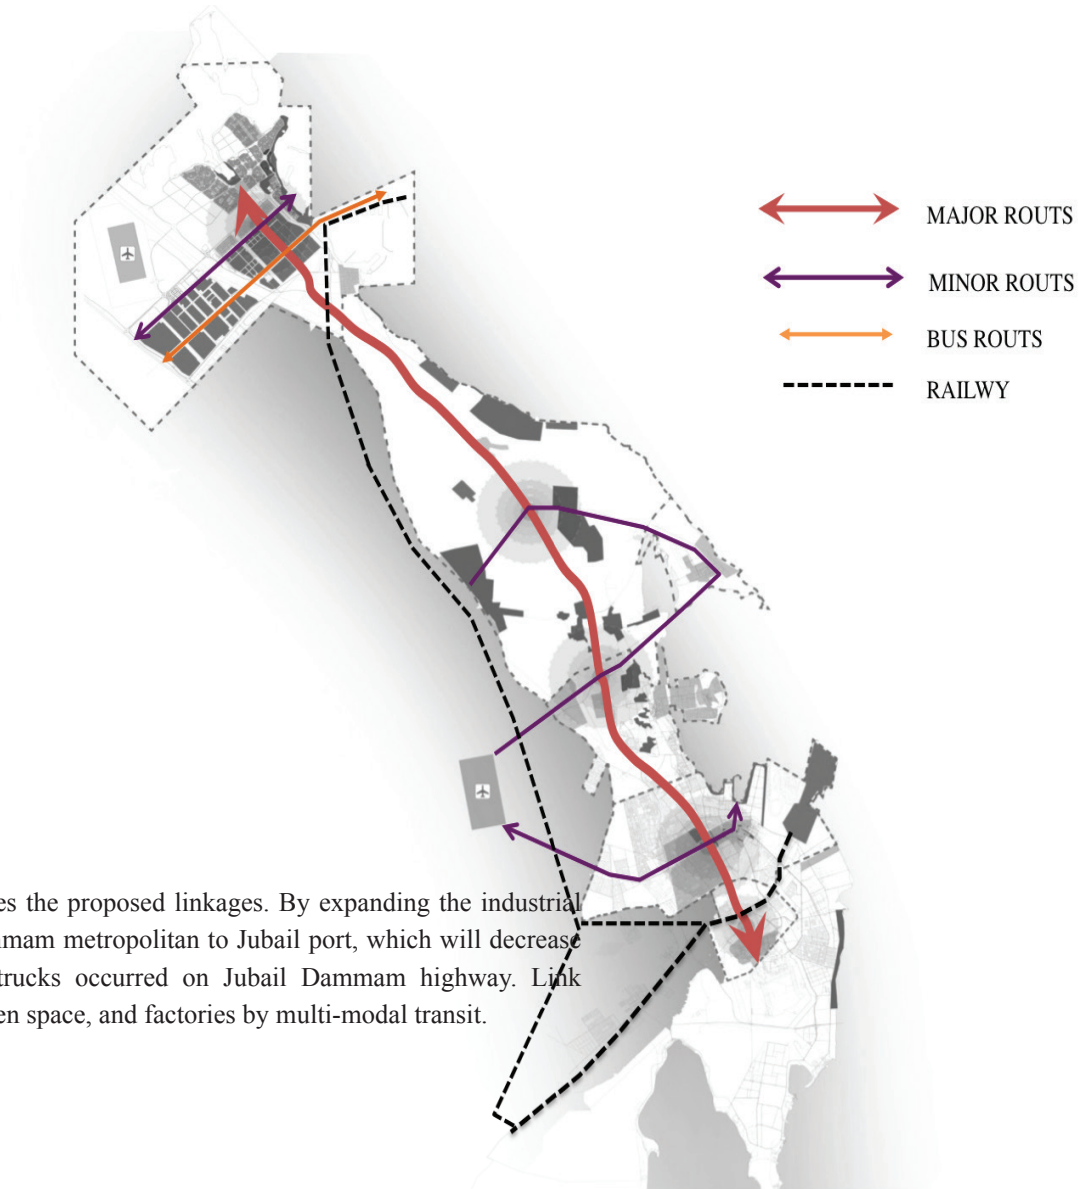 MAJOR ROUTS
MINOR ROUTS
BUS ROUTS
RAILWY
es the proposed linkages. By expanding the industrial
mam metropolitan to Jubail port, which will decrease
trucks occurred on Jubail Dammam highway. Link
en space, and factories by multi-modal transit.